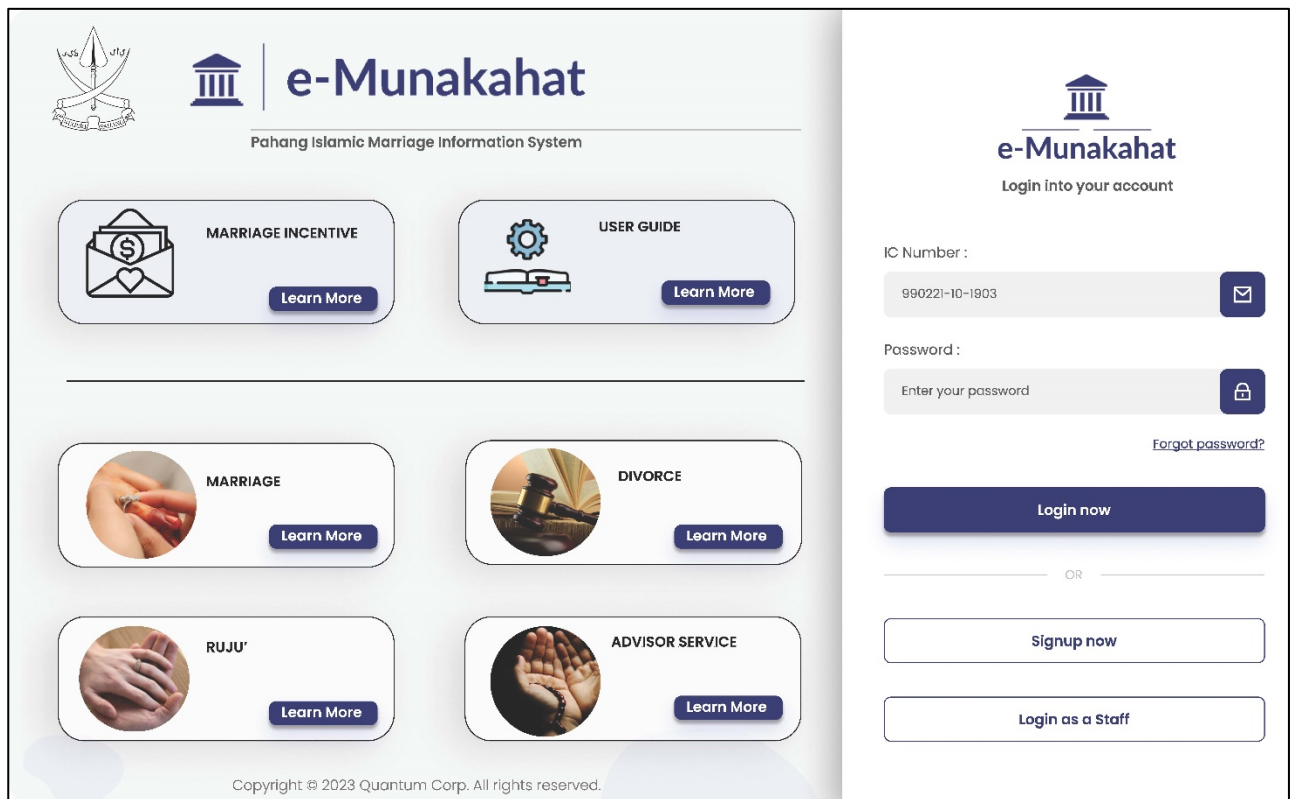 e-Munakahat
Pahang Islamic Marriage Information System
MARRIAGE INCENTIVE
Learn More
USER GUIDE
Learn More
MARRIAGE
Learn More
DIVORCE
Learn More
RUJU’
Learn More
ADVISOR SERVICE
Learn More
Copyright © 2023 Quantum Corp. All rights reserved.
e-Munakahat
Login into your account
IC Number :
990221-10-1903
Password :
Enter your password
Forgot password?
Login now
OR
Signup now
Login as a Staff